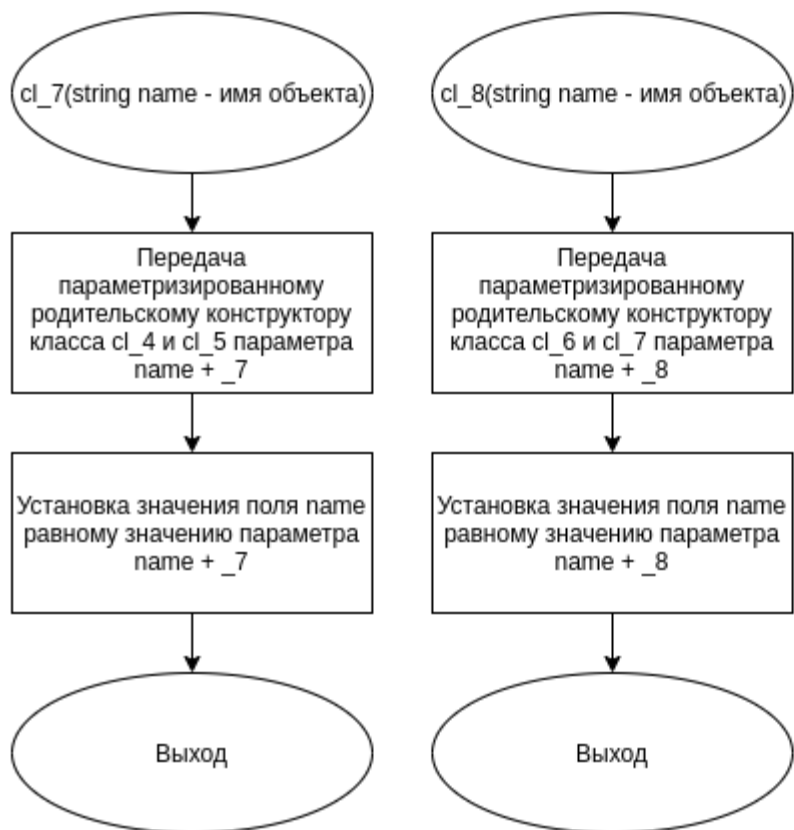 cl_7(string name - имя объекта)
Передача
параметризированному
родительскому конструктору
класса cl_4 и cl_5 параметра
name + _7
Установка значения поля name
равному значению параметра
name + _7
Выход
cl_8(string name - имя объекта)
Передача
параметризированному
родительскому конструктору
класса cl_6 и cl_7 параметра
name + _8
Установка значения поля name
равному значению параметра
name + _8
Выход